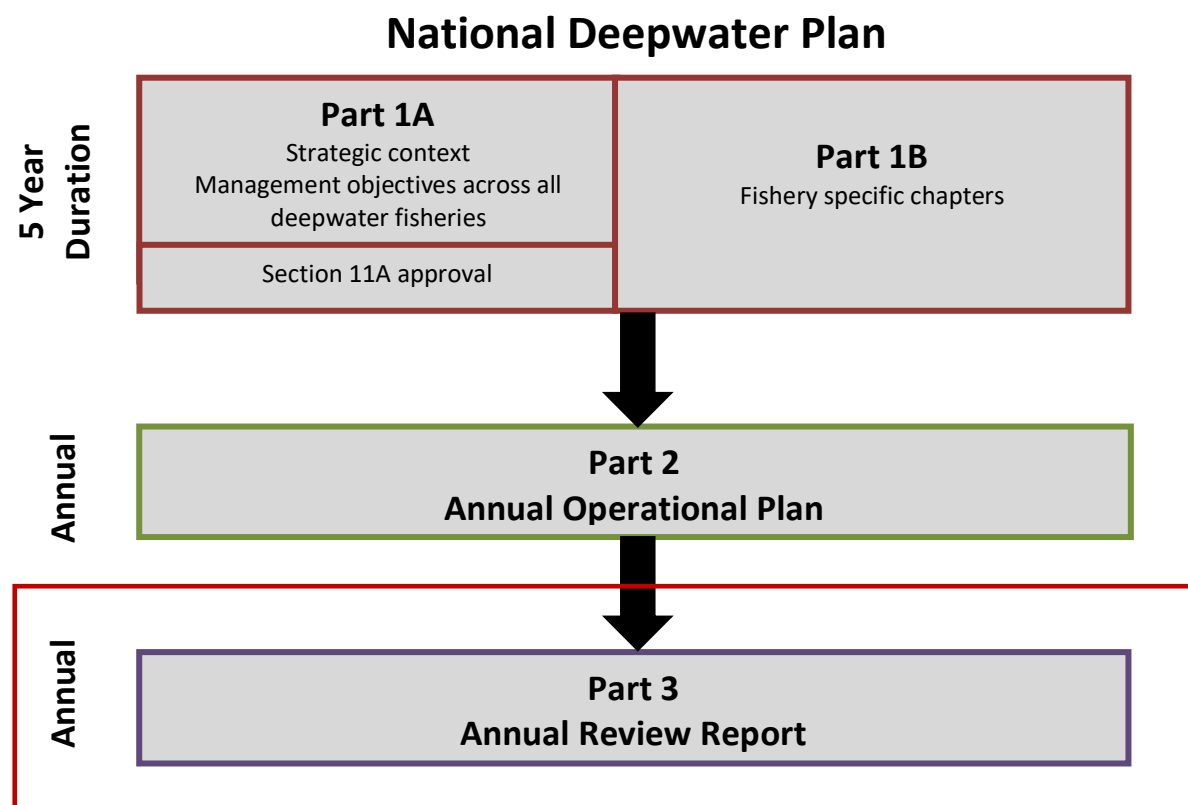 National Deepwater Plan
5 Year
Duration
Part 1A
Strategic context
Management objectives across all
deepwater fisheries
Section 11A approval
Part 1B
Fishery specific chapters
Annual
Part 2
Annual Operational Plan
Annual
Part 3
Annual Review Report